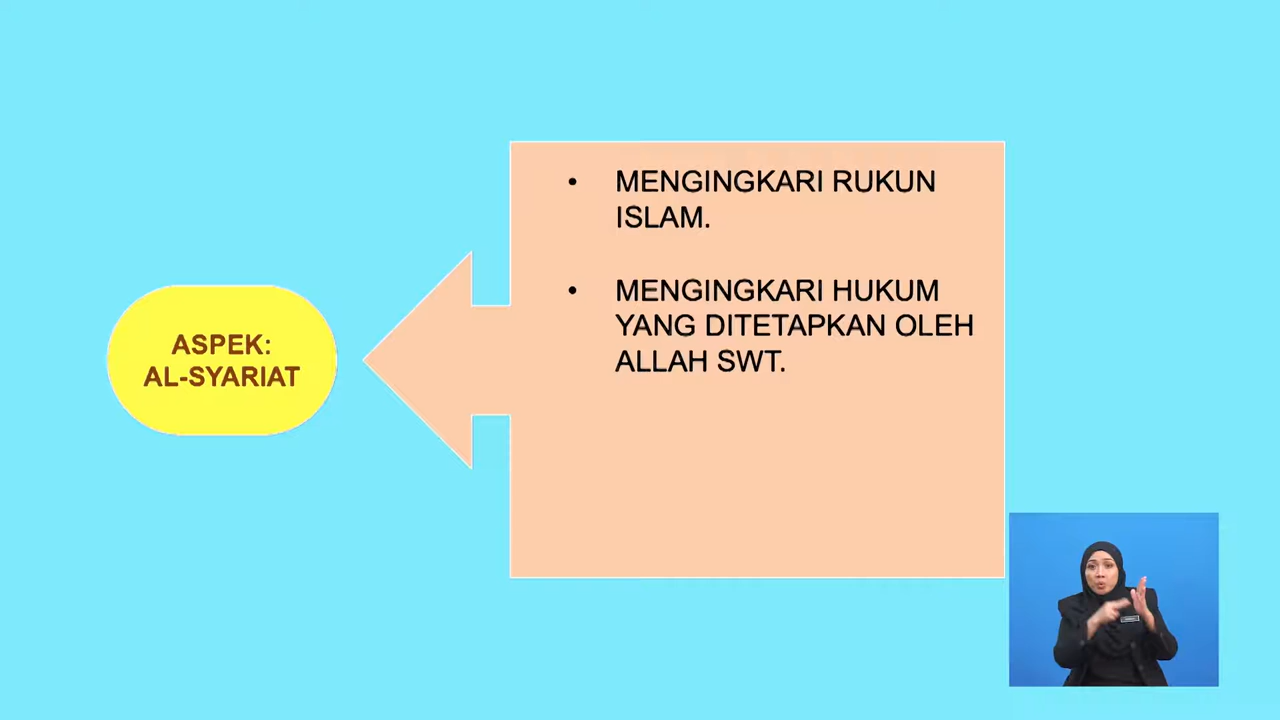 ASPEK:
AL-SYARIAT
• MENGINGKARI RUKUN
ISLAM.
• MENGINGKARI HUKUM
YANG DITETAPKAN OLEH
ALLAH SWT.